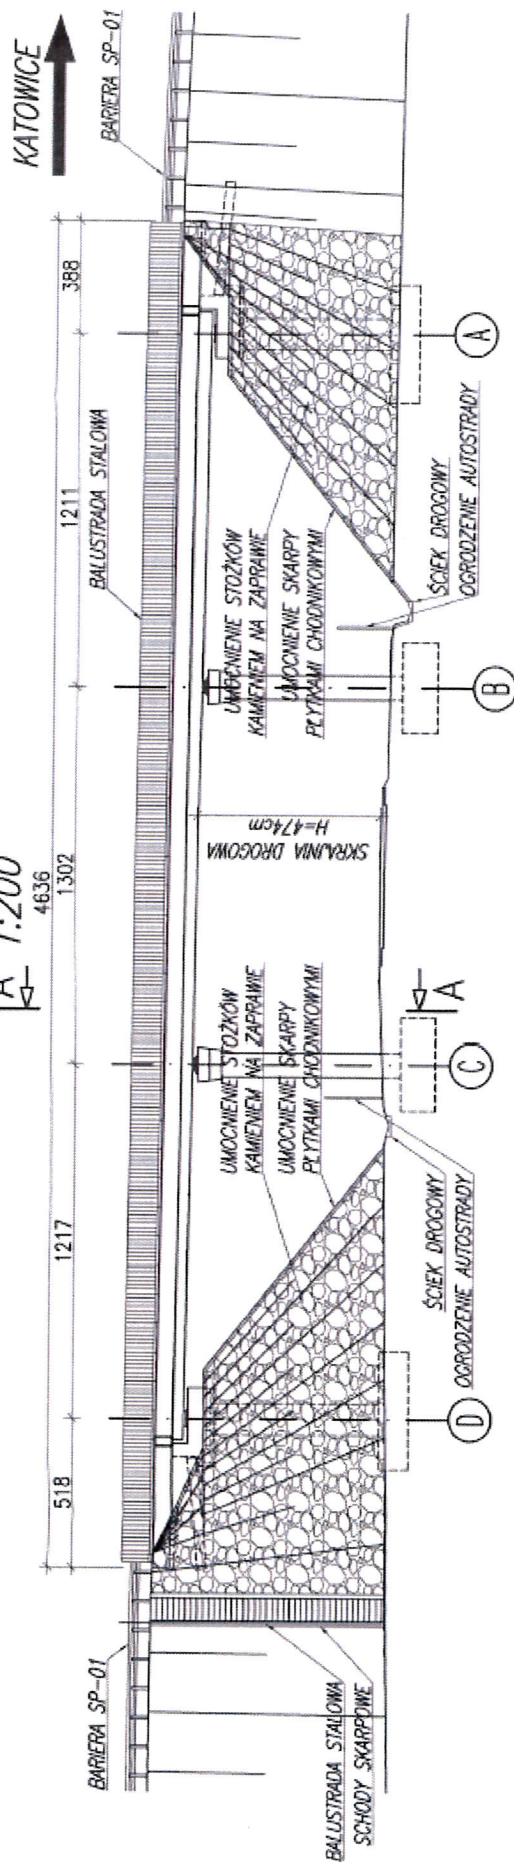 A 1:200
KATOWICE
4636
518
1217
1302
1211
388
BARIERA SP-01
BALUSTRADA STALOWA
BARIERA SP-01
UMOCNIENIE STOŻKÓW
KAMIENIEM NA ZAPRAWIE
UMOCNIENIE SKARPY
PŁYTKAMI CHODNIKOWYMI
SKRAJNIA DROGOWA
H=474cm
UMOCNIENIE STOŻKÓW
KAMIENIEM NA ZAPRAWIE
UMOCNIENIE SKARPY
PŁYTKAMI CHODNIKOWYMI
A
BALUSTRADA STALOWA
SCHODY SKARPOWE
ŚCIEK DROGOWY
OGRODZENIE AUTOSTRADY
ŚCIEK DROGOWY
OGRODZENIE AUTOSTRADY
D
C
B
A